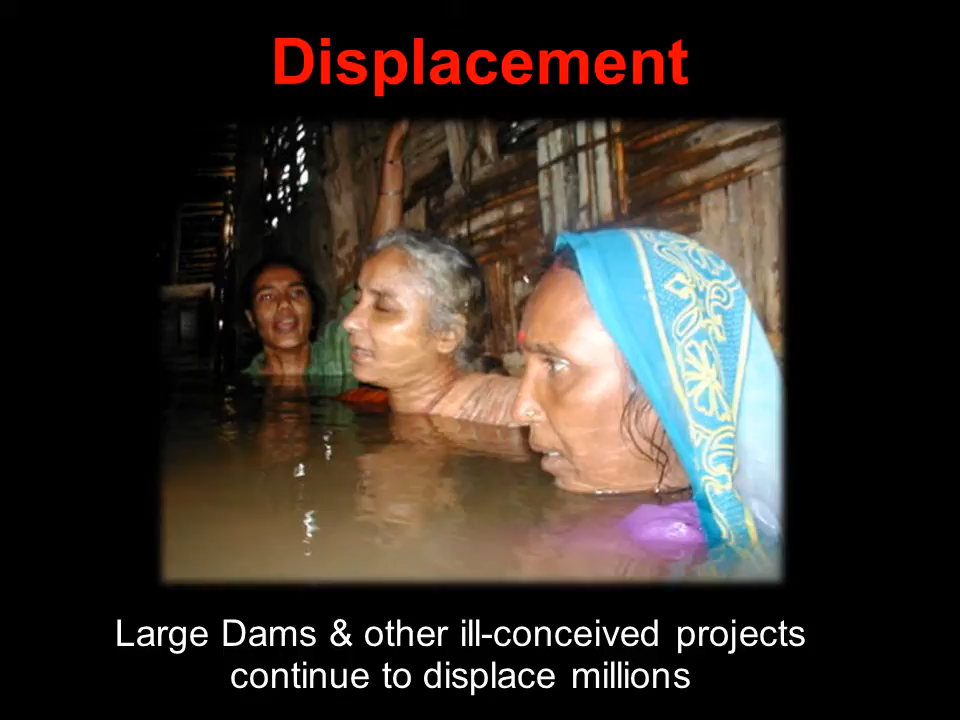 Displacement
Large Dams & other ill-conceived projects
continue to displace millions